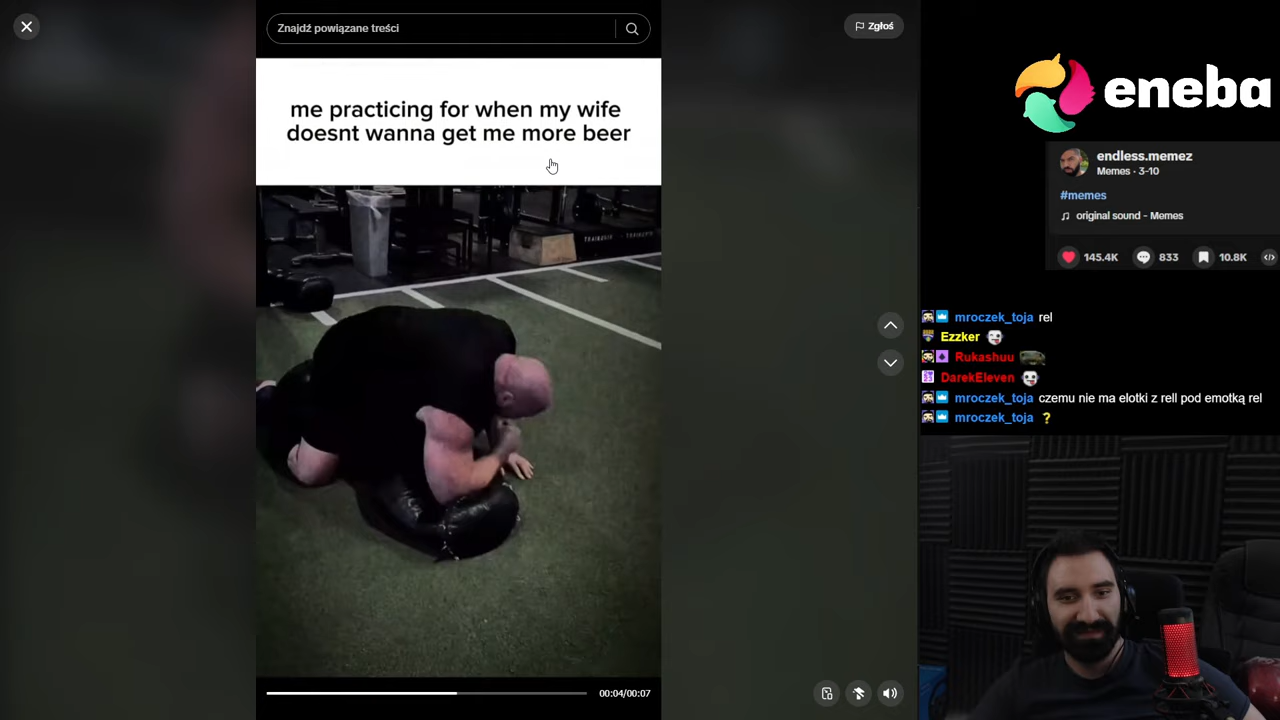 Znajdź powiązane treści
Zgłoś
me practicing for when my wife
doesnt wanna get me more beer
00:04/00:07
eneba
endless.memez
Memes · 3-10
#memes
original sound - Memes
145.4K
833
10.8K
mroczek_toja rel
Ezzker
Rukashuu
DarekEleven
mroczek_toja czemu nie ma elotki z rell pod emotką rel
mroczek_toja ?